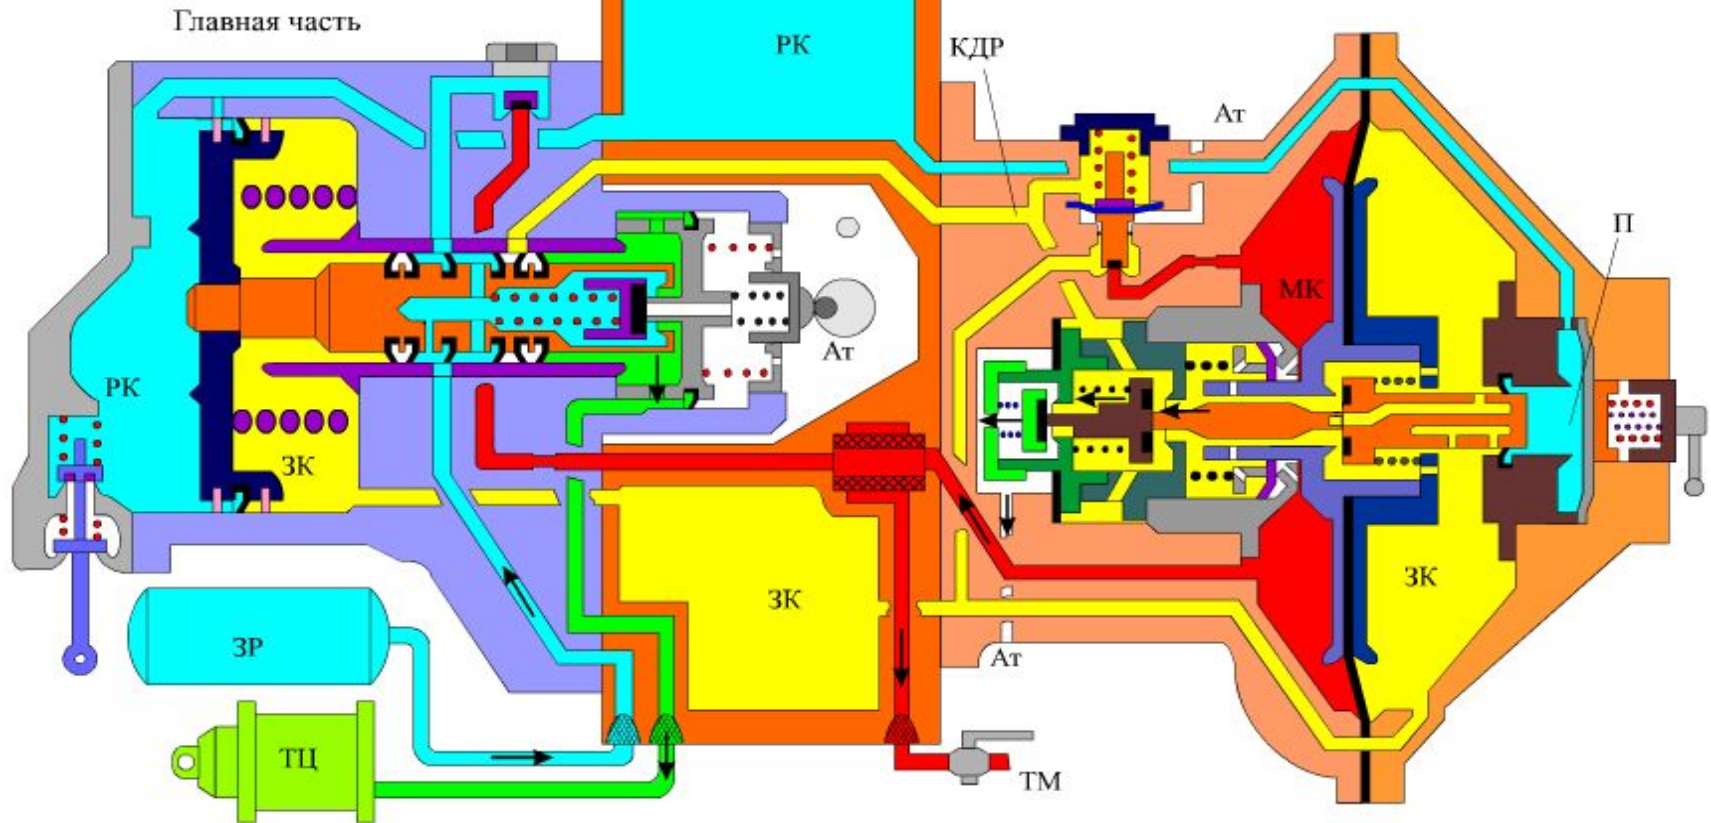 Главная часть
РК
КДР
Ат
П
МК
Ат
РК
ЗК
ЗК
ЗК
ЗР
Ат
ТЦ
ТМ